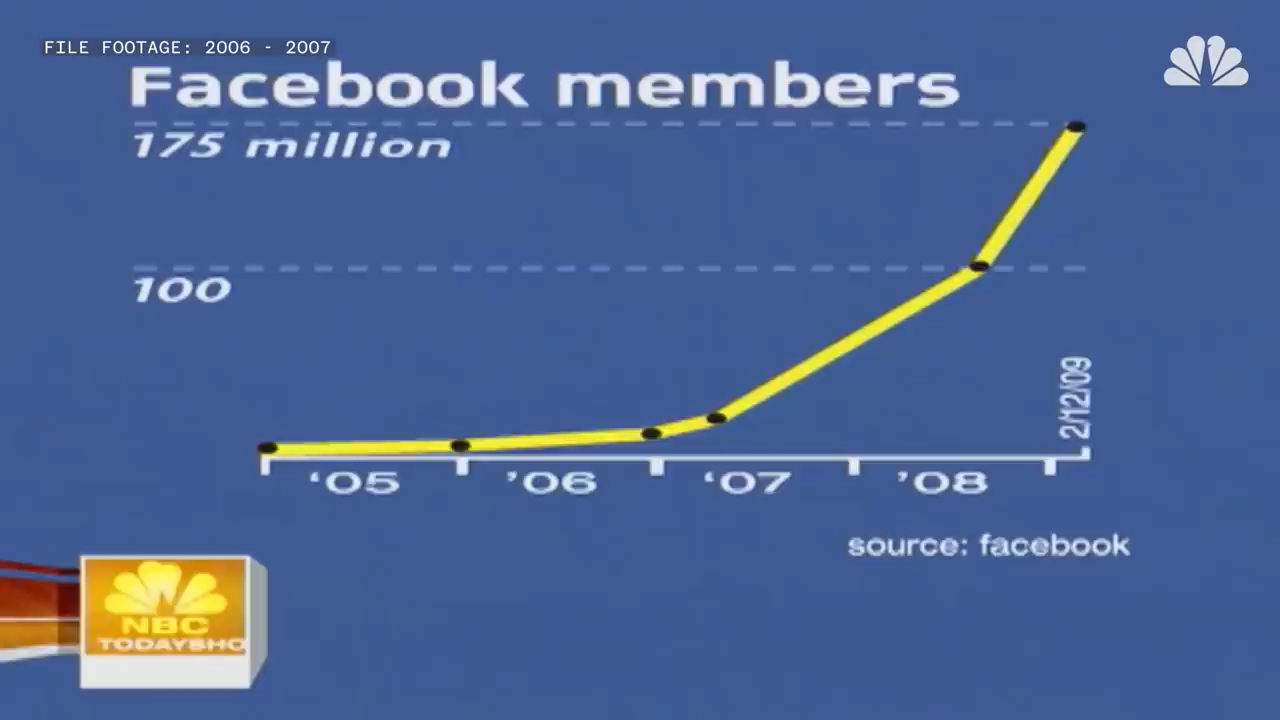 FILE FOOTAGE: 2006 - 2007
Facebook members
175 million
100
2/12/09
‘05 ’06 ‘07 ’08
source: facebook
NBC
TODAYSHO